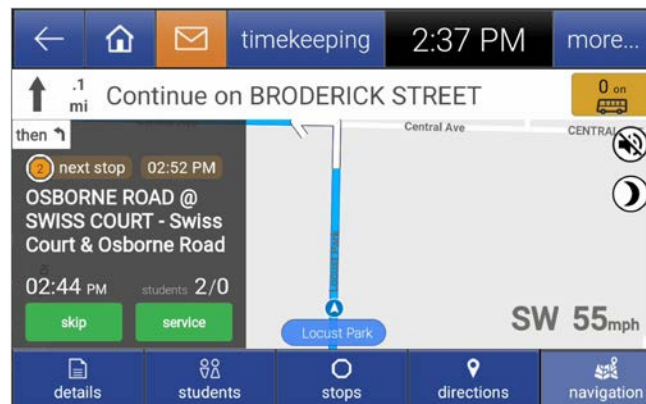 timekeeping
2:37 PM
more...
.1
mi
Continue on BRODERICK STREET
0 on
then
Central Ave
CENTRAL
2
next stop
02:52 PM
OSBORNE ROAD @
SWISS COURT - Swiss
Court & Osborne Road
02:44 PM
students 2/0
skip
service
Locust Park
Locust Park
SW 55mph
details
students
stops
directions
navigation